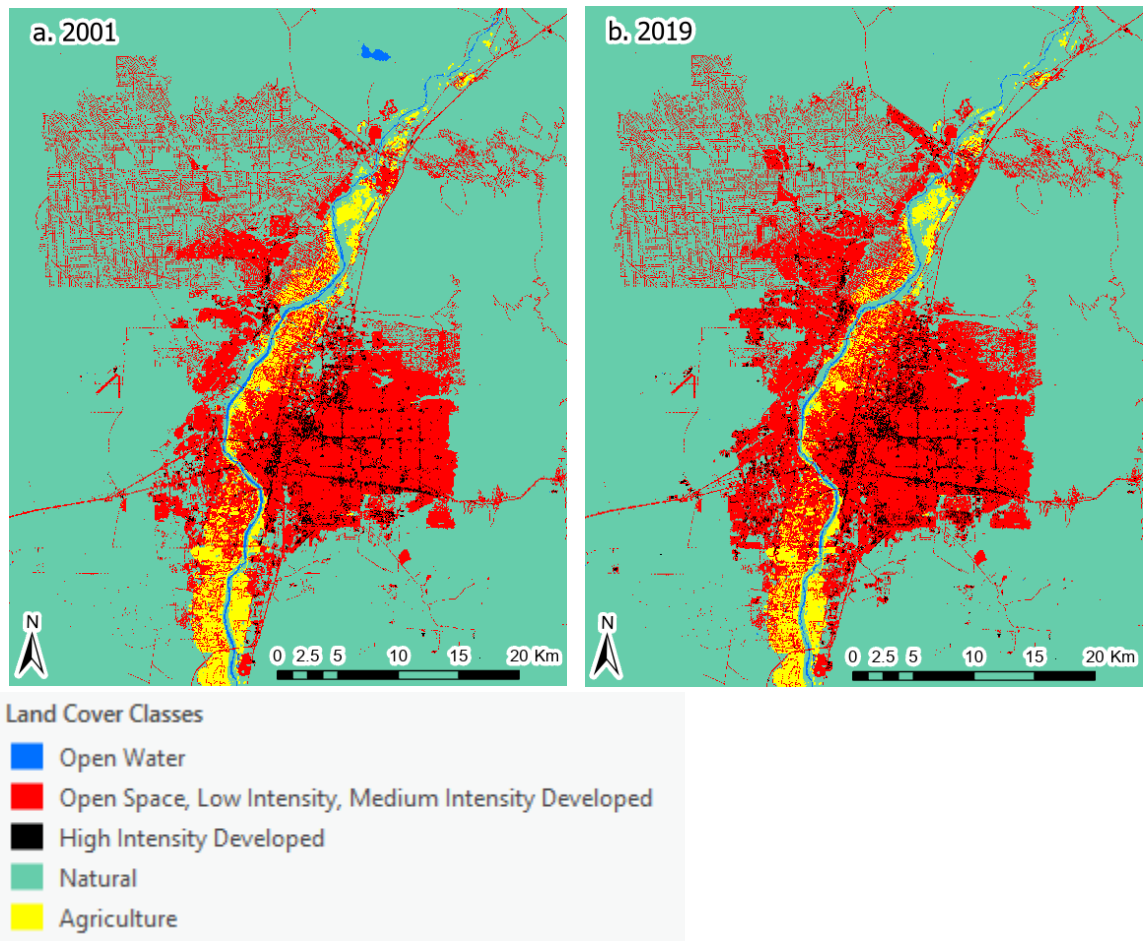 a. 2001
b. 2019
N
0 2.5 5 10 15 20 Km
N
0 2.5 5 10 15 20 Km
Land Cover Classes
Open Water
Open Space, Low Intensity, Medium Intensity Developed
High Intensity Developed
Natural
Agriculture